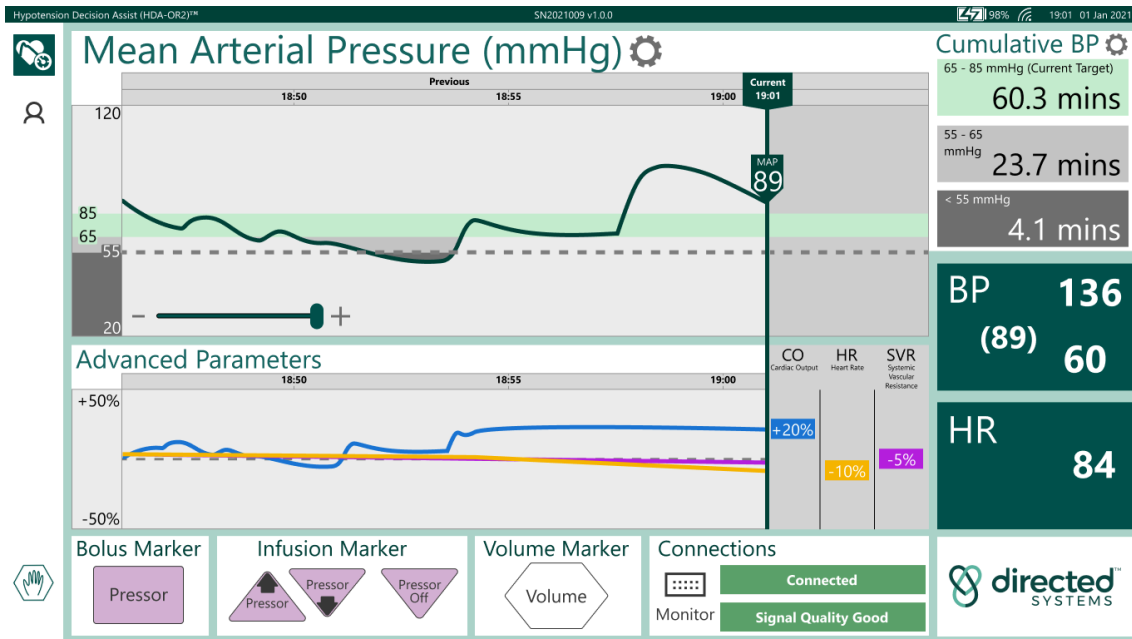 Hypotension Decision Assist (HDA-OR2)™
SN2021009 v1.0.0
98%
19:01 01 Jan 2021
Mean Arterial Pressure (mmHg)
Previous
18:50
18:55
19:00
Current
19:01
120
85
65
55
20
MAP
89
Cumulative BP
65 - 85 mmHg (Current Target)
60.3 mins
55 - 65
mmHg
23.7 mins
< 55 mmHg
4.1 mins
BP
136
(89)
60
HR
84
Advanced Parameters
18:50
18:55
19:00
+50%
-50%
CO
Cardiac Output
HR
Heart Rate
SVR
Systemic
Vascular
Resistance
+20%
-10%
-5%
Bolus Marker
Pressor
Infusion Marker
Pressor
Pressor
Pressor
Off
Volume Marker
Volume
Connections
Monitor
Connected
Signal Quality Good
directed™
SYSTEMS